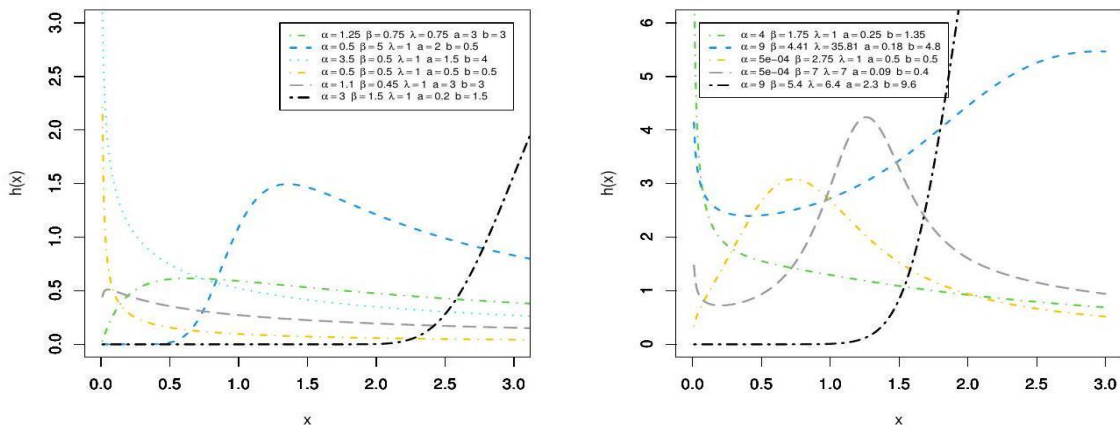 α=1.25 β=0.75 λ=0.75 a=3 b=3
α=0.5 β=5 λ=1 a=2 b=0.5
α=3.5 β=0.5 λ=1 a=1.5 b=4
α=0.5 β=0.5 λ=1 a=0.5 b=0.5
α=1.1 β=0.45 λ=1 a=3 b=3
α=3 β=1.5 λ=1 a=0.2 b=1.5
3.0
2.5
2.0
1.5
1.0
0.5
0.0
h(x)
0.0 0.5 1.0 1.5 2.0 2.5 3.0
x
α=4 β=1.75 λ=1 a=0.25 b=1.35
α=9 β=4.41 λ=35.81 a=0.18 b=4.8
α=5e−04 β=2.75 λ=1 a=0.5 b=0.5
α=5e−04 β=7 λ=7 a=0.09 b=0.4
α=9 β=5.4 λ=6.4 a=2.3 b=9.6
6
5
4
3
2
1
0
h(x)
0.0 0.5 1.0 1.5 2.0 2.5 3.0
x